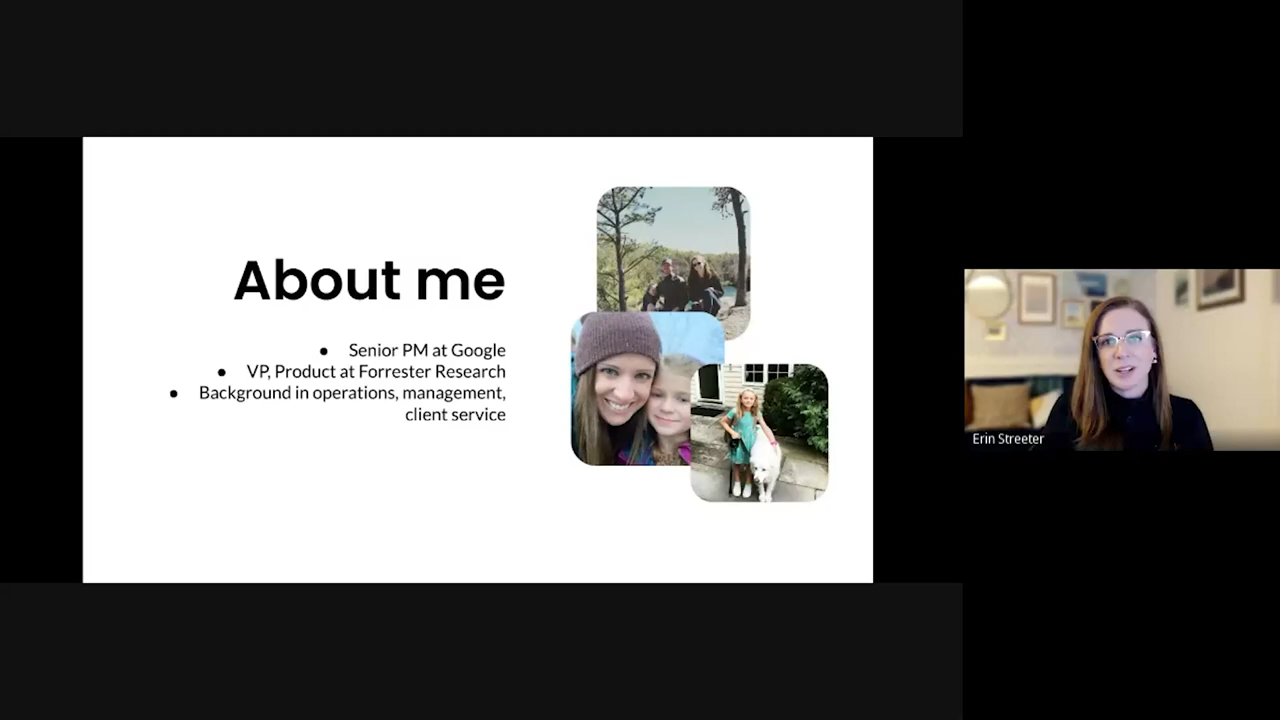 About me
● Senior PM at Google
● VP, Product at Forrester Research
● Background in operations, management,
client service
Erin Streeter